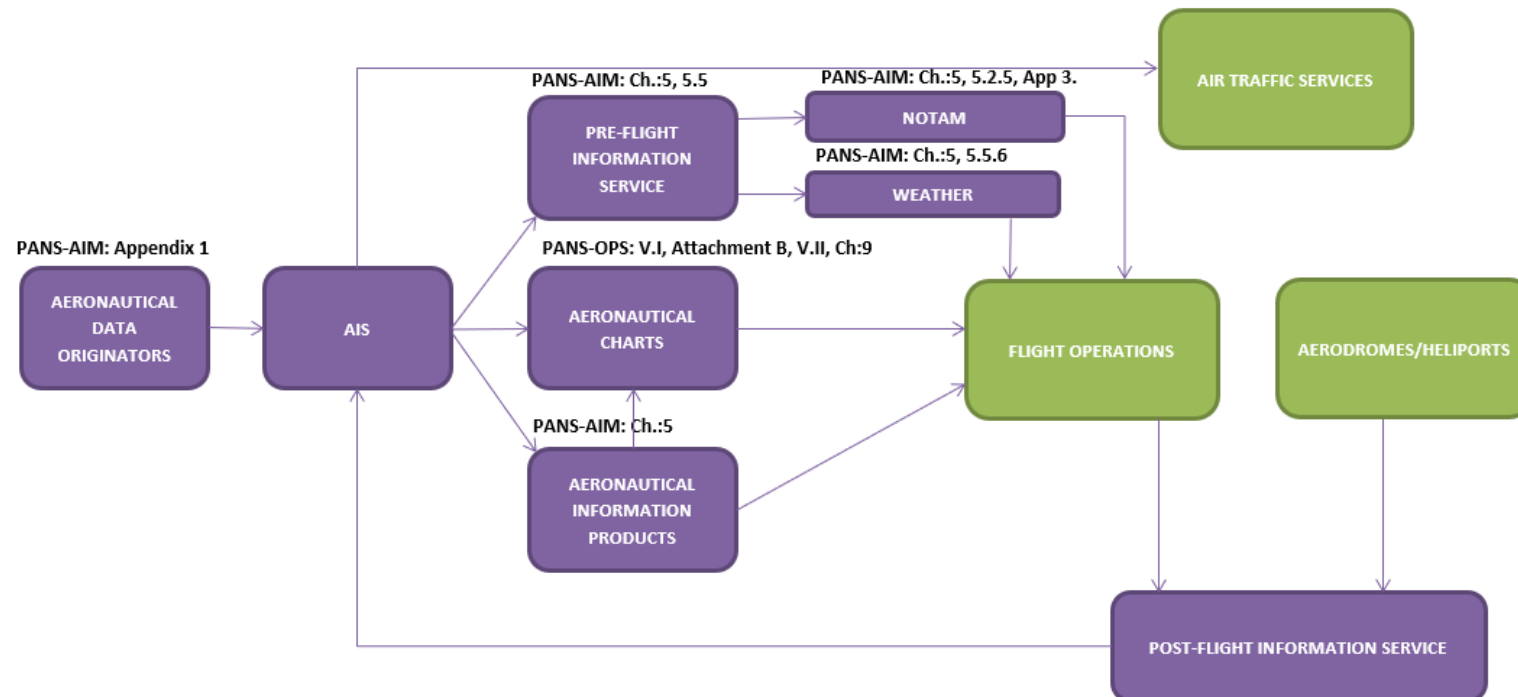 AIR TRAFFIC SERVICES
PANS-AIM: Ch.:5, 5.5
PANS-AIM: Ch.:5, 5.2.5, App 3.
PRE-FLIGHT
INFORMATION
SERVICE
NOTAM
PANS-AIM: Ch.:5, 5.5.6
WEATHER
PANS-AIM: Appendix 1
PANS-OPS: V.I, Attachment B, V.II, Ch:9
AERONAUTICAL
DATA
ORIGINATORS
AIS
AERONAUTICAL
CHARTS
FLIGHT OPERATIONS
AERODROMES/HELIPORTS
PANS-AIM: Ch.:5
AERONAUTICAL
INFORMATION
PRODUCTS
POST-FLIGHT INFORMATION SERVICE